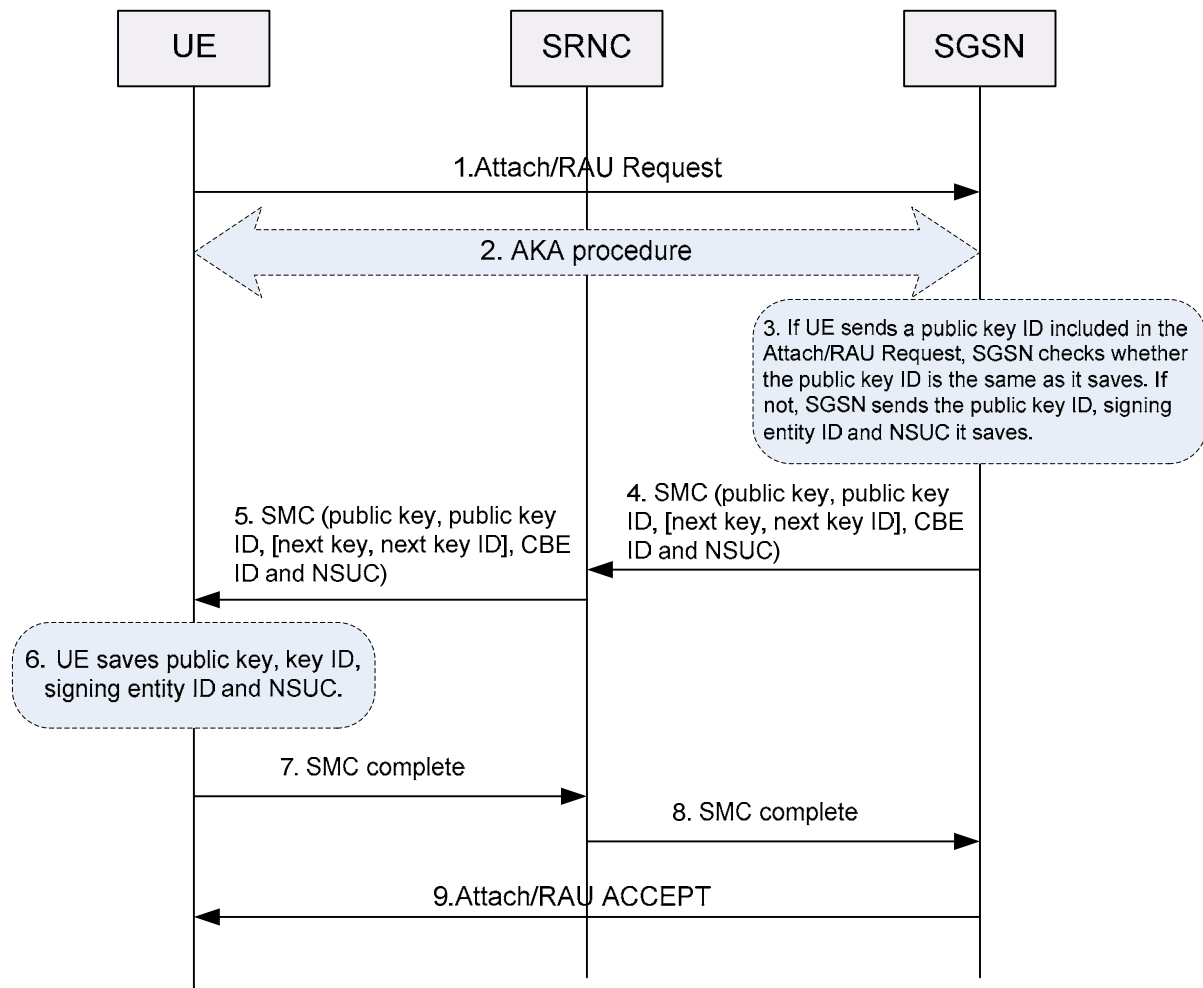 UE
SRNC
SGSN
1.Attach/RAU Request
2. AKA procedure
3. If UE sends a public key ID included in the
Attach/RAU Request, SGSN checks whether
the public key ID is the same as it saves. If
not, SGSN sends the public key ID, signing
entity ID and NSUC it saves.
4. SMC (public key, public key
ID, [next key, next key ID], CBE
ID and NSUC)
5. SMC (public key, public key
ID, [next key, next key ID], CBE
ID and NSUC)
6. UE saves public key, key ID,
signing entity ID and NSUC.
7. SMC complete
8. SMC complete
9.Attach/RAU ACCEPT